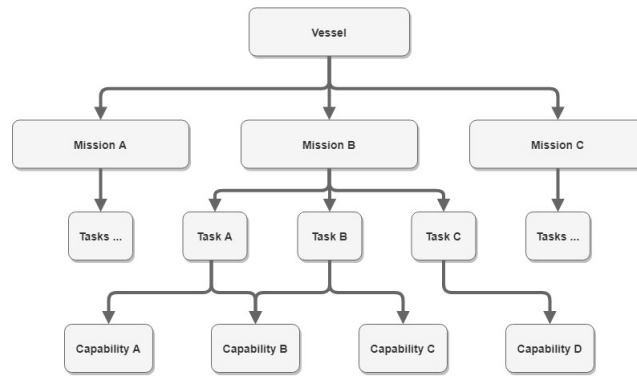 Vessel
Mission A
Mission B
Mission C
Tasks ...
Task A
Task B
Task C
Tasks ...
Capability A
Capability B
Capability C
Capability D